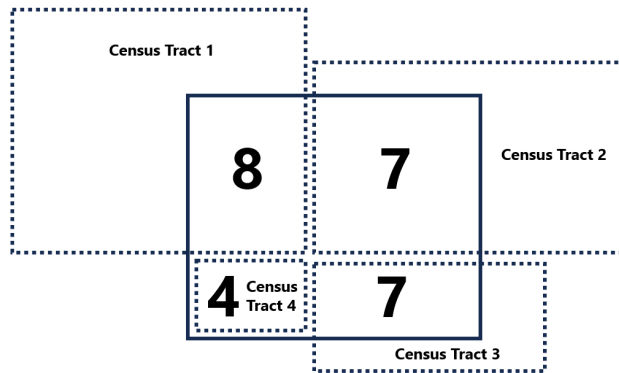 Census Tract 1
Census Tract 2
8
7
4
Census
Tract 4
7
Census Tract 3